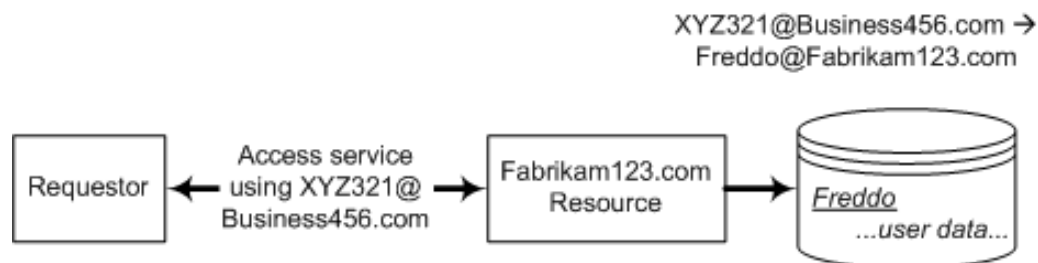 XYZ321@Business456.com →
Freddo@Fabrikam123.com
Requestor
Access service
using XYZ321@
Business456.com
Fabrikam123.com
Resource
Freddo
...user data...